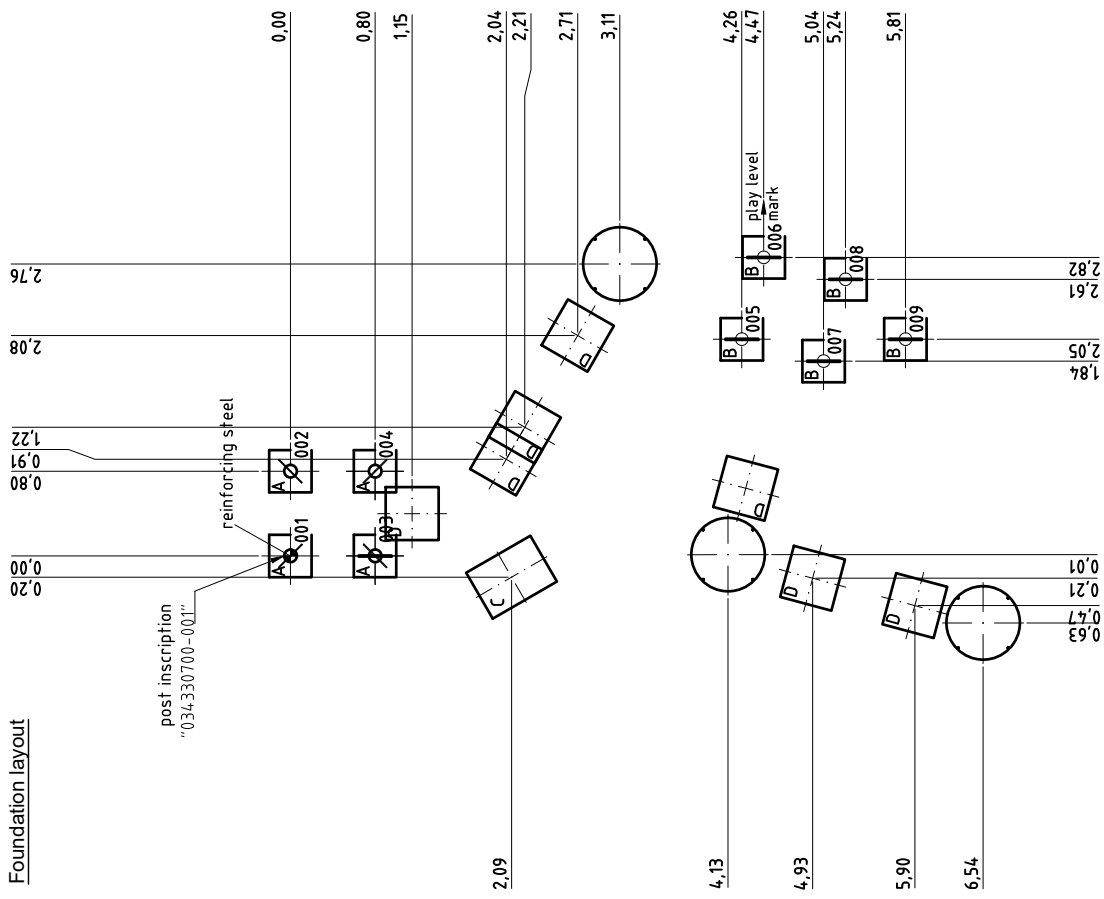 Foundation layout
0,00
0,80
1,15
2,04
2,21
2,71
3,11
4,26
4,47
5,04
5,24
5,81
2,76
2,08
1,22
0,91
0,80
0,00
0,20
reinforcing steel
post inscription
"034330700-001"
A
001
A
002
A
003
A
004
D
C
D
D
D
play level
mark
B
005
B
006
B
007
B
008
B
009
2,82
2,61
2,05
1,84
D
D
D
0,01
0,21
0,47
0,63
2,09
4,13
4,93
5,90
6,54